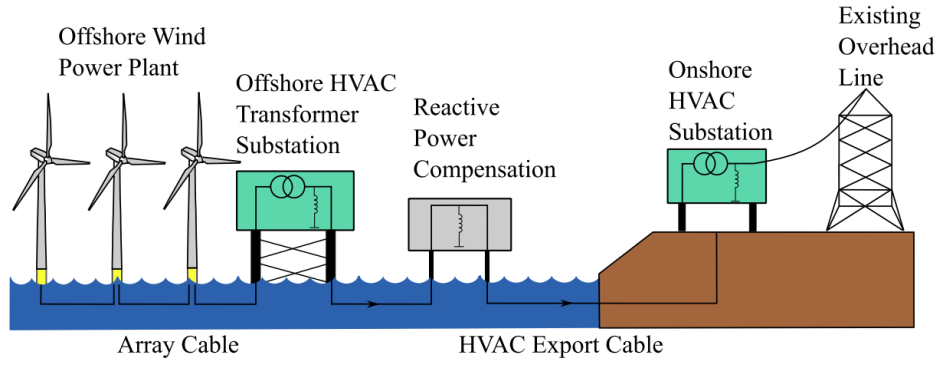 Offshore Wind
Power Plant
Offshore HVAC
Transformer
Substation
Reactive
Power
Compensation
Onshore
HVAC
Substation
Existing
Overhead
Line
Array Cable
HVAC Export Cable